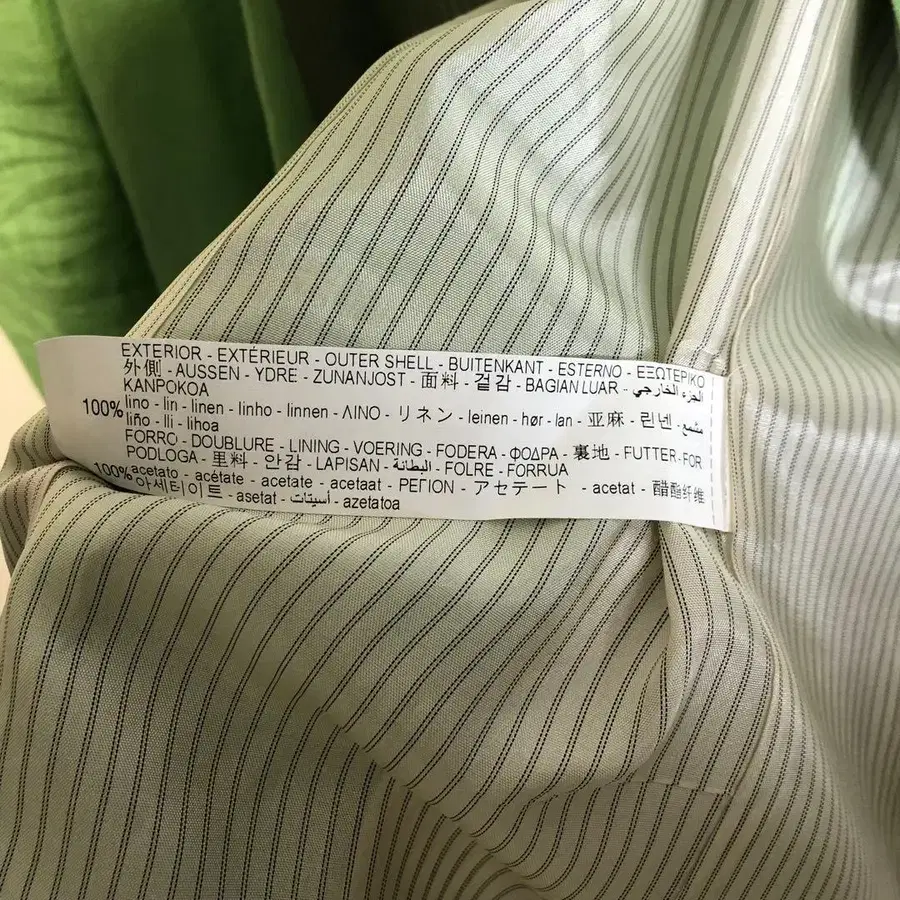 EXTERIOR - EXTÉRIEUR - OUTER SHELL - BUITENKANT - ESTERNO - ΕΞΩΤΕΡΙΚΟ
外側 - AUSSEN - YDRE - ZUNANJOST - 面料 - 겉감 - BAGIAN LUAR - الجزء الخارجي -
KANPOKOA
100% lino - lin - linen - linho - linnen - ΛΙΝΟ - リネン - leinen - hør - lan - 亚麻 - 린넨 -
liño - lli - lihoa
FORRO - DOUBLURE - LINING - VOERING - FODERA - ΦΟΔΡΑ - 裏地 - FUTTER - FOR
PODLOGA - 里料 - 안감 - LAPISAN - البطانة - FOLRE - FORRUA
100% acetato - acétate - acetate - acetaat - ΡΕΓΙΟΝ - アセテート - acetat - 醋酯纤维
아세테이트 - asetat - أسيتات - azetatoa